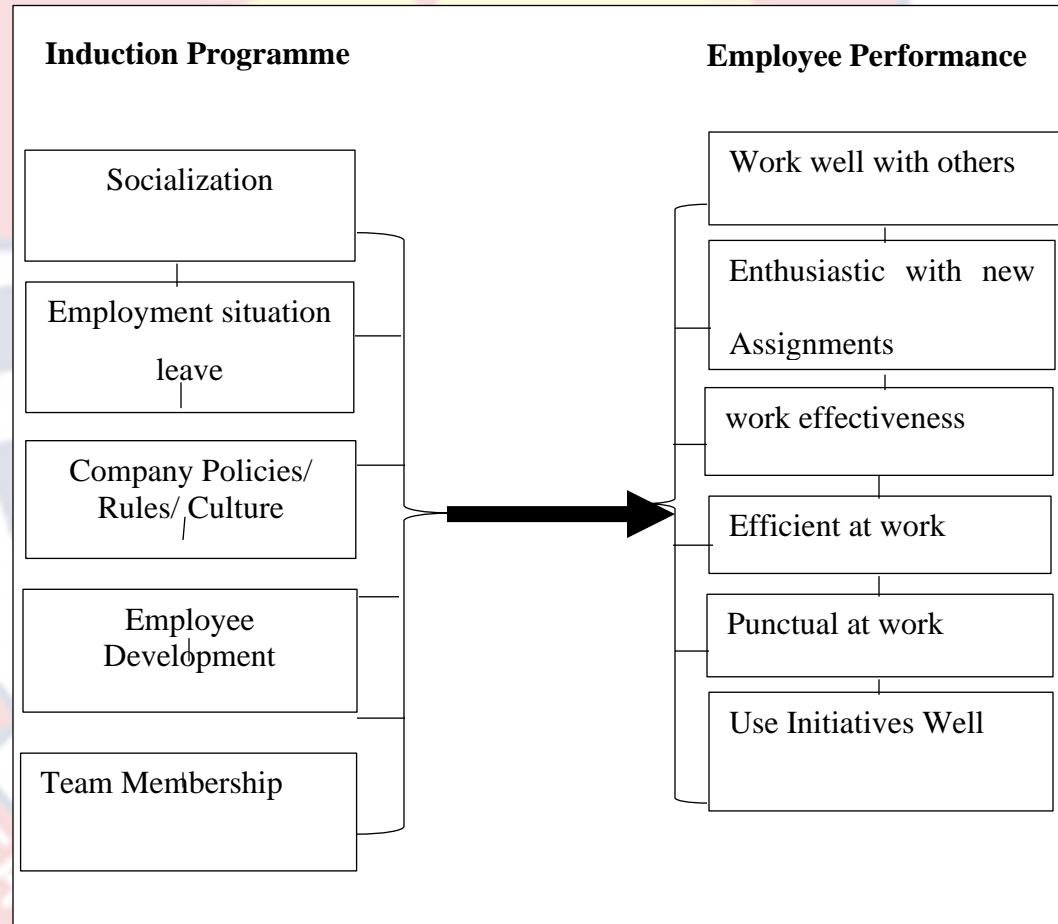 Induction Programme
Employee Performance
Socialization
Employment situation
leave
Company Policies/
Rules/ Culture
Employee
Development
Team Membership
Work well with others
Enthusiastic with new
Assignments
work effectiveness
Efficient at work
Punctual at work
Use Initiatives Well